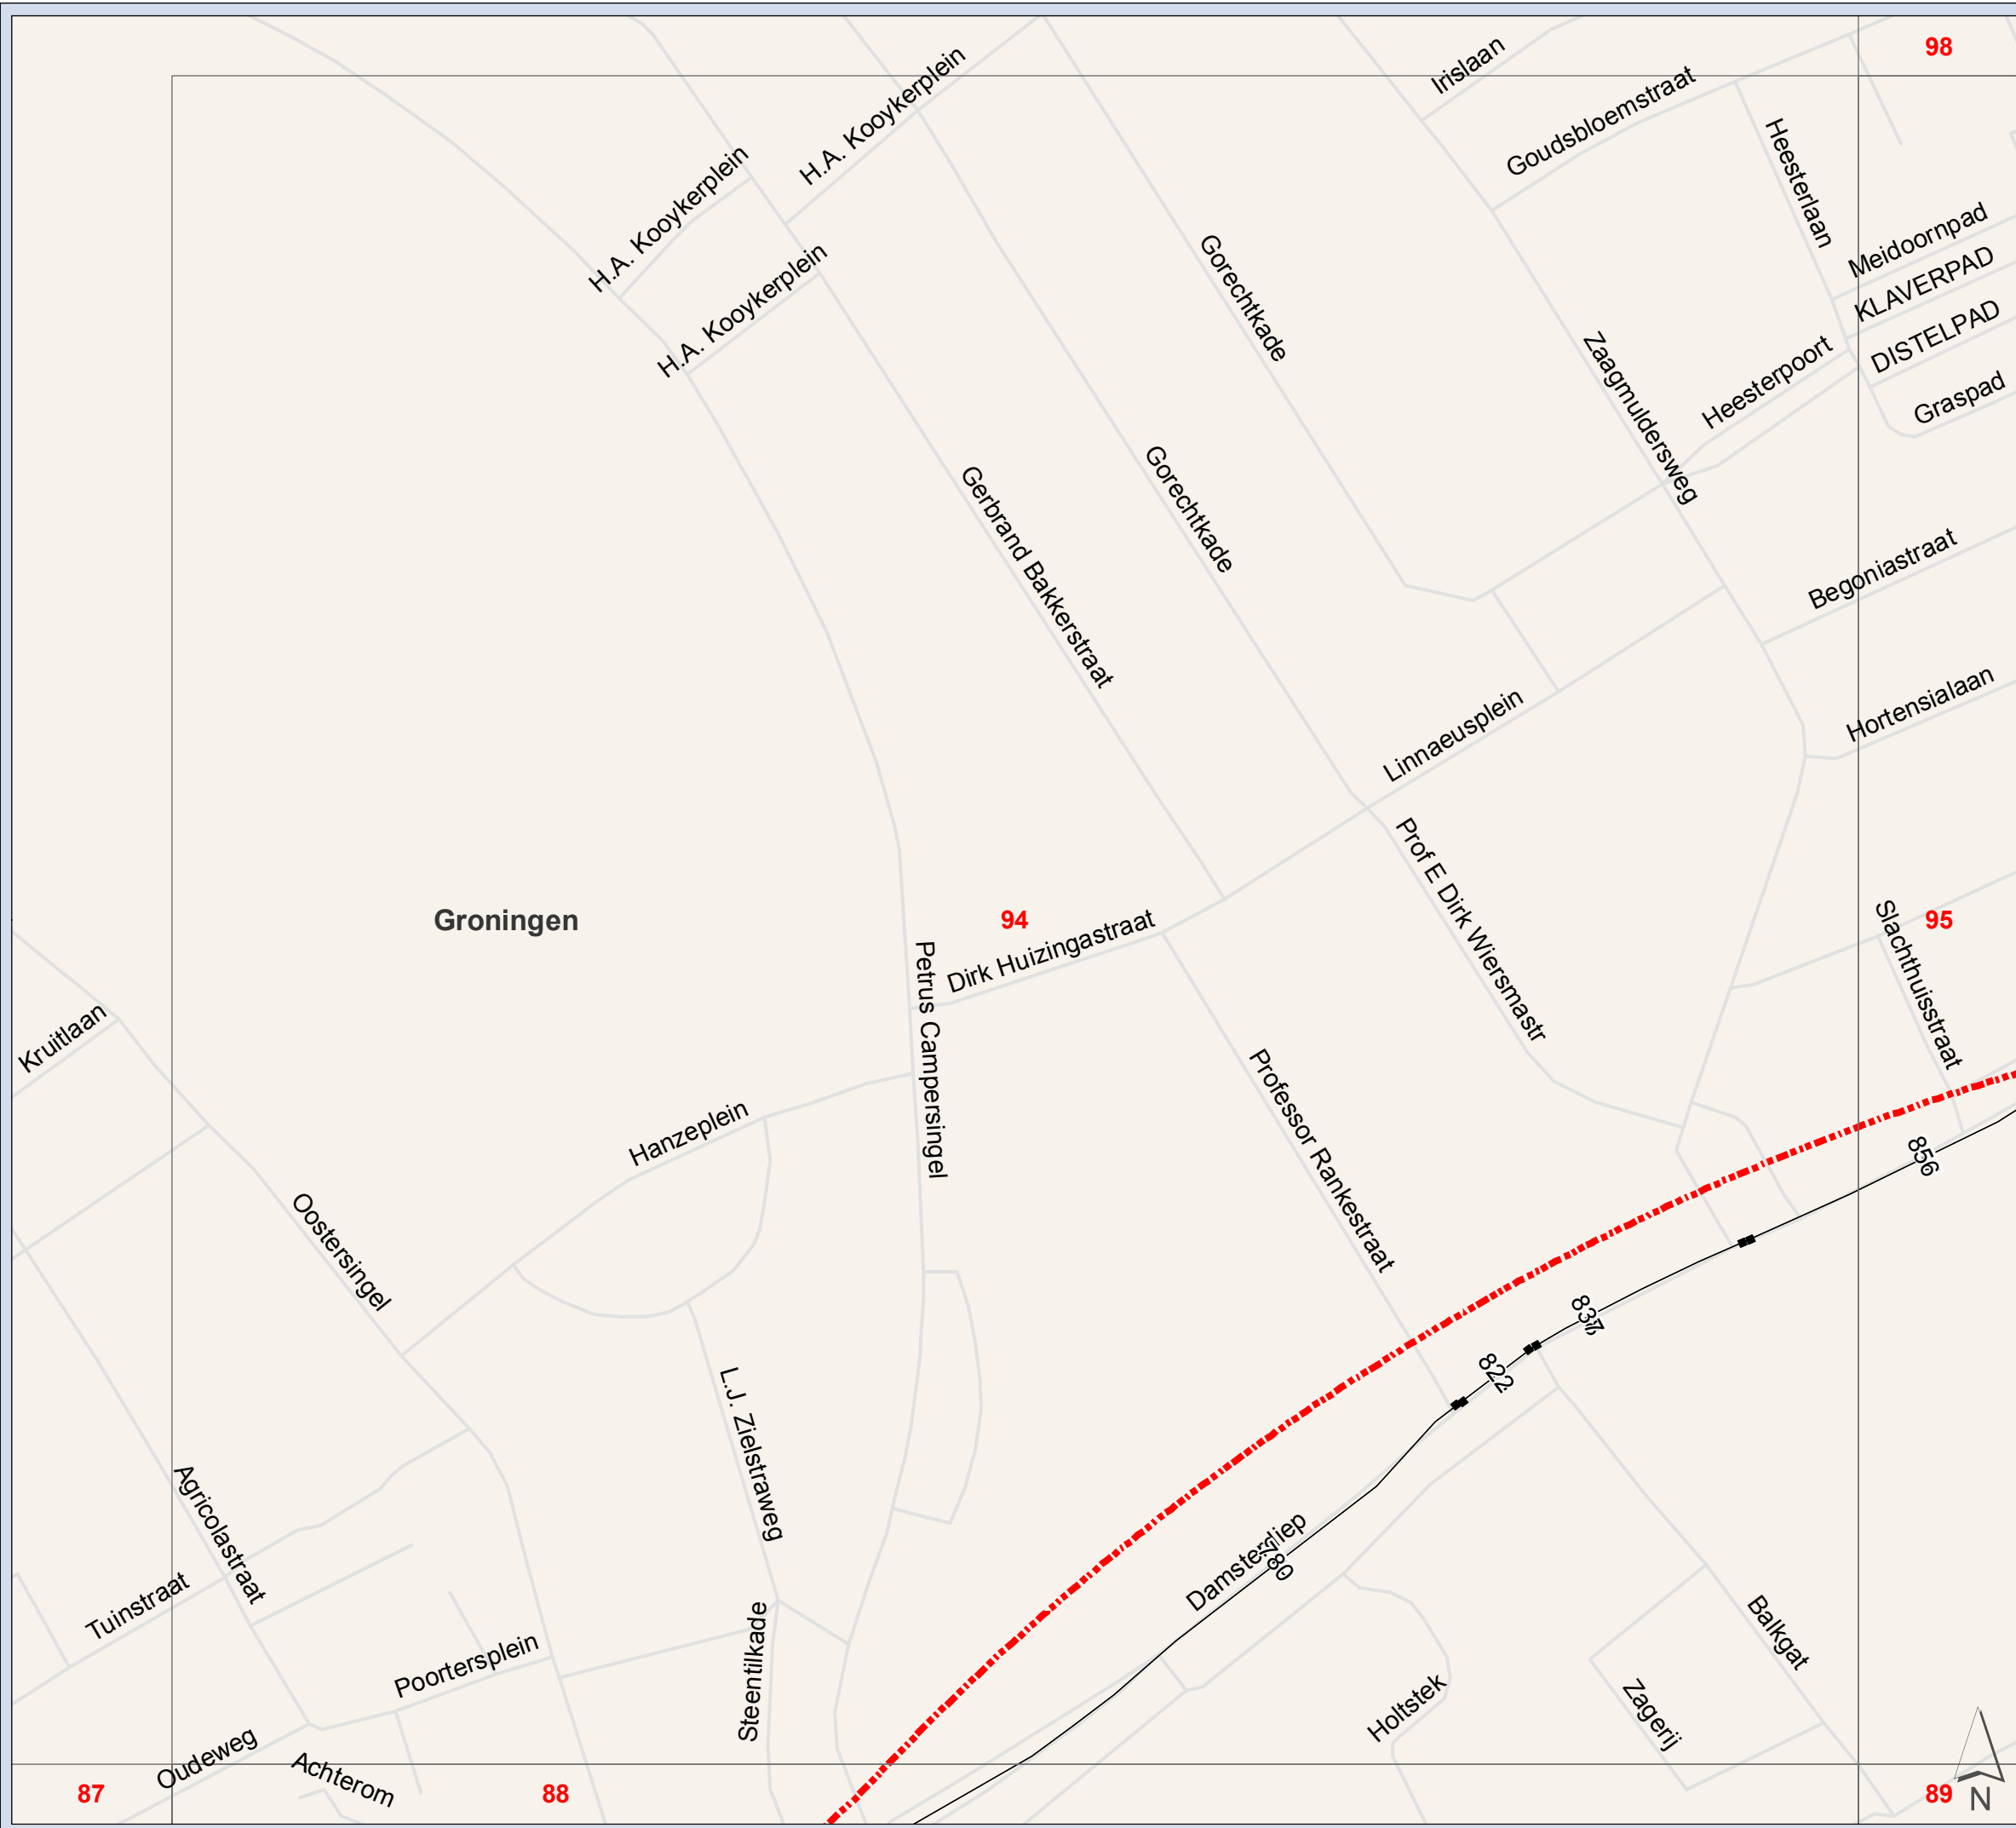 98
Irislaan
H.A. Kooykerplein
Goudsbloemstraat
H.A. Kooykerplein
Heesterlaan
H.A. Kooykerplein
Gorechtkade
Meidoornpad
KLAVERPAD
DISTELPAD
Graspad
Zaagmuldersweg
Heesterpoort
Gorechtkade
Gerbrand Bakkerstraat
Begoniastraat
Hortensialaan
Linnaeusplein
Prof E Dirk Wiersmastr
Groningen
94
95
Dirk Huizingastraat
Petrus Campersingel
Slachthuisstraat
Kruitlaan
Hanzeplein
Professor Rankestraat
856
Oostersingel
822
L.J. Zielstraweg
Agricolastraat
Damsterdiep
780
Tuinstraat
Poortersplein
Steentilkade
Balkgat
Holtstek
Zagerij
Oudeweg
Achterom
87
88
89
N